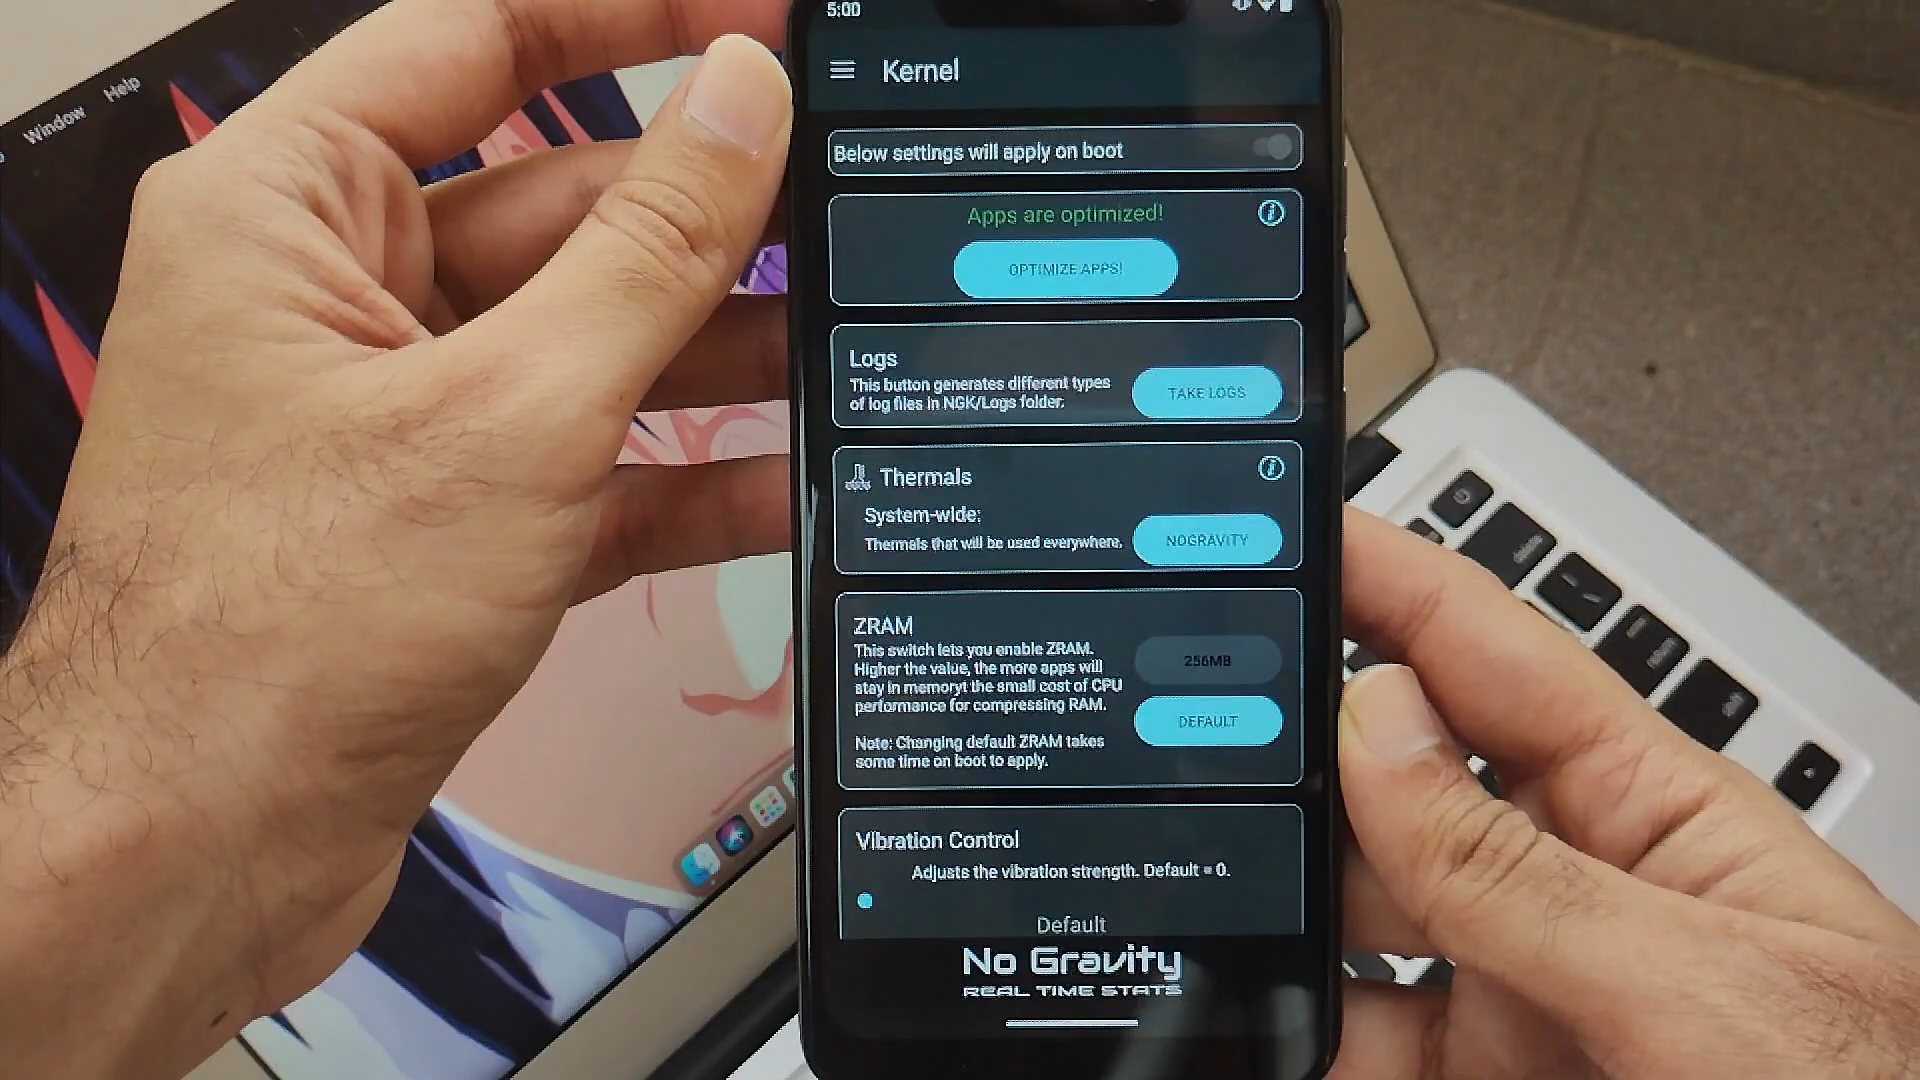 Window Help
5:00
Kernel
Below settings will apply on boot
Apps are optimized!
OPTIMIZE APPS!
Logs
This button generates different types
of log files in NGK/Logs folder.
TAKE LOGS
Thermals
System-wide:
Thermals that will be used everywhere.
NOGRAVITY
ZRAM
This switch lets you enable ZRAM.
Higher the value, the more apps will
stay in memoryt the small cost of CPU
performance for compressing RAM.
256MB
DEFAULT
Note: Changing default ZRAM takes
some time on boot to apply.
Vibration Control
Adjusts the vibration strength. Default = 0.
Default
No Gravity
REAL TIME STATS